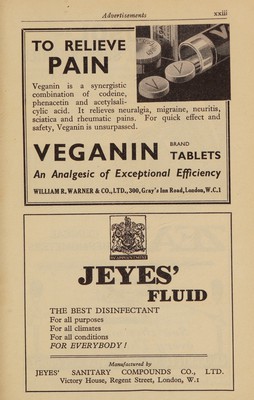 Advertisements
xxiii
TO RELIEVE
PAIN
Veganin is a synergistic
combination of codeine,
phenacetin and acetylsali-
cylic acid. It relieves neuralgia, migraine, neuritis,
sciatica and rheumatic pains. For quick effect and
safety, Veganin is unsurpassed.
VEGANIN BRAND TABLETS
An Analgesic of Exceptional Efficiency
WILLIAM R. WARNER & CO., LTD., 300, Gray's Inn Road, London, W.C.1
JEYES'
FLUID
THE BEST DISINFECTANT
For all purposes
For all climates
For all conditions
FOR EVERYBODY!
Manufactured by
JEYES' SANITARY COMPOUNDS CO., LTD.
Victory House, Regent Street, London, W.1